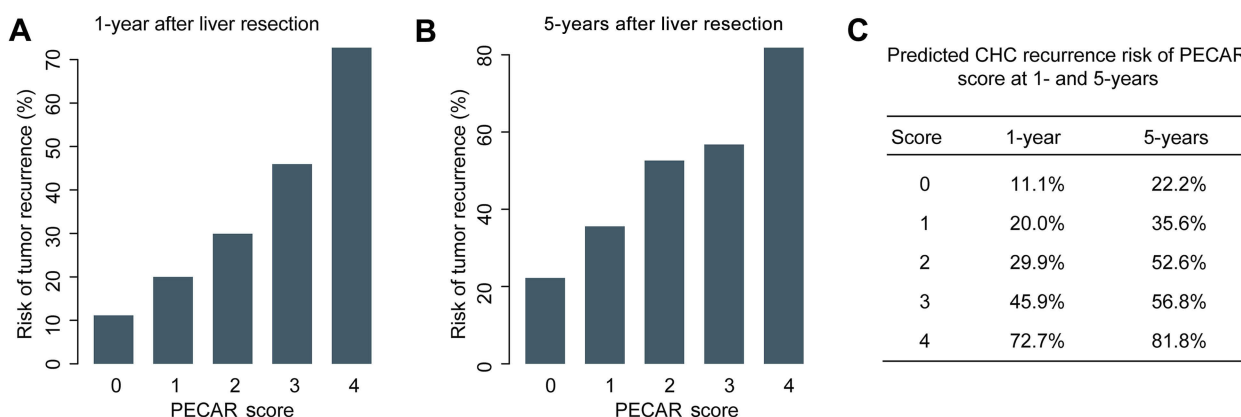 A
1-year after liver resection
Risk of tumor recurrence (%)
70
60
50
40
30
20
10
0
0 1 2 3 4
PECAR score
B
5-years after liver resection
Risk of tumor recurrence (%)
80
60
40
20
0
0 1 2 3 4
PECAR score
C
Predicted CHC recurrence risk of PECAR
score at 1- and 5-years
Score 1-year 5-years
0 11.1% 22.2%
1 20.0% 35.6%
2 29.9% 52.6%
3 45.9% 56.8%
4 72.7% 81.8%